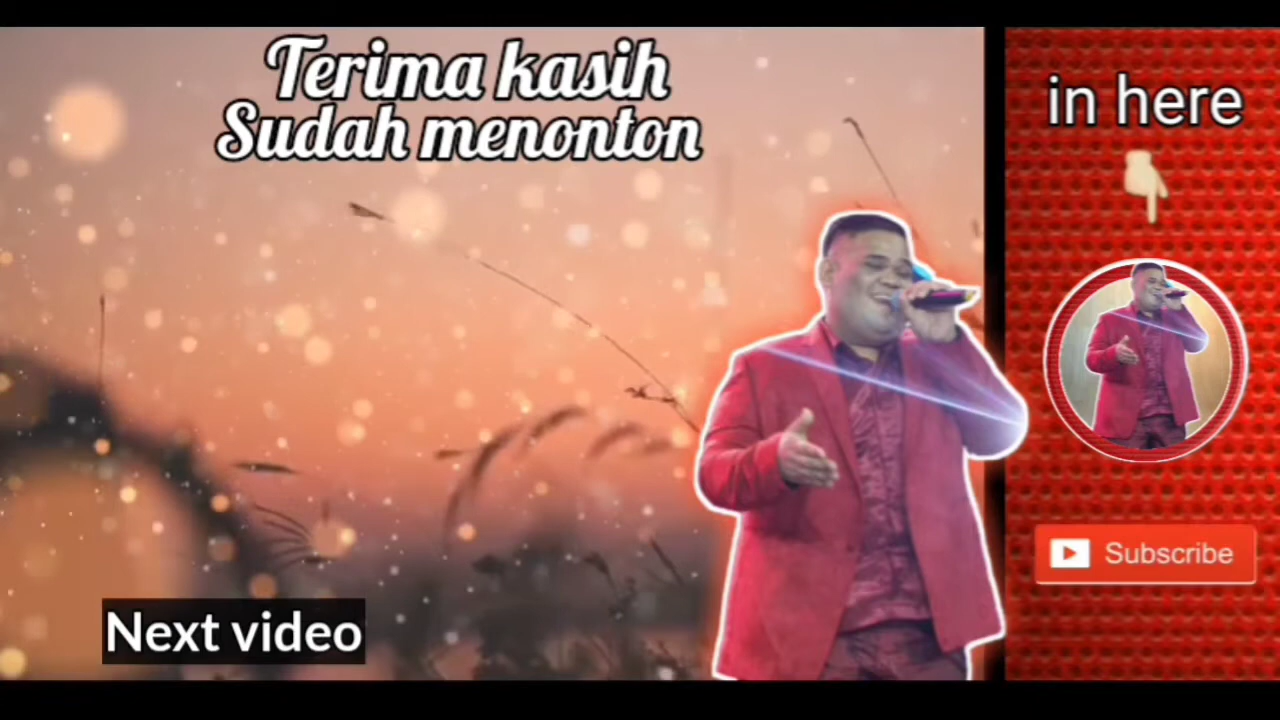 Terima kasih
Sudah menonton
in here
Subscribe
Next video